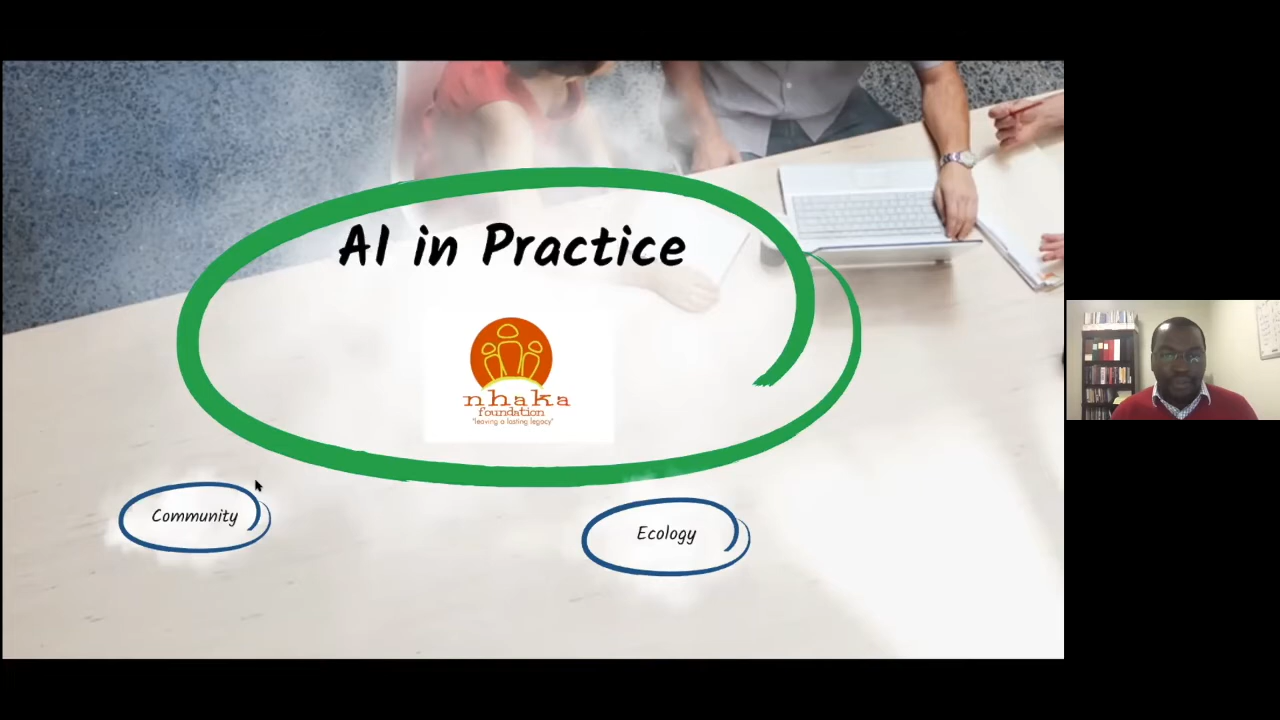 AI in Practice
nhaka
foundation
"leaving a lasting legacy"
Community
Ecology